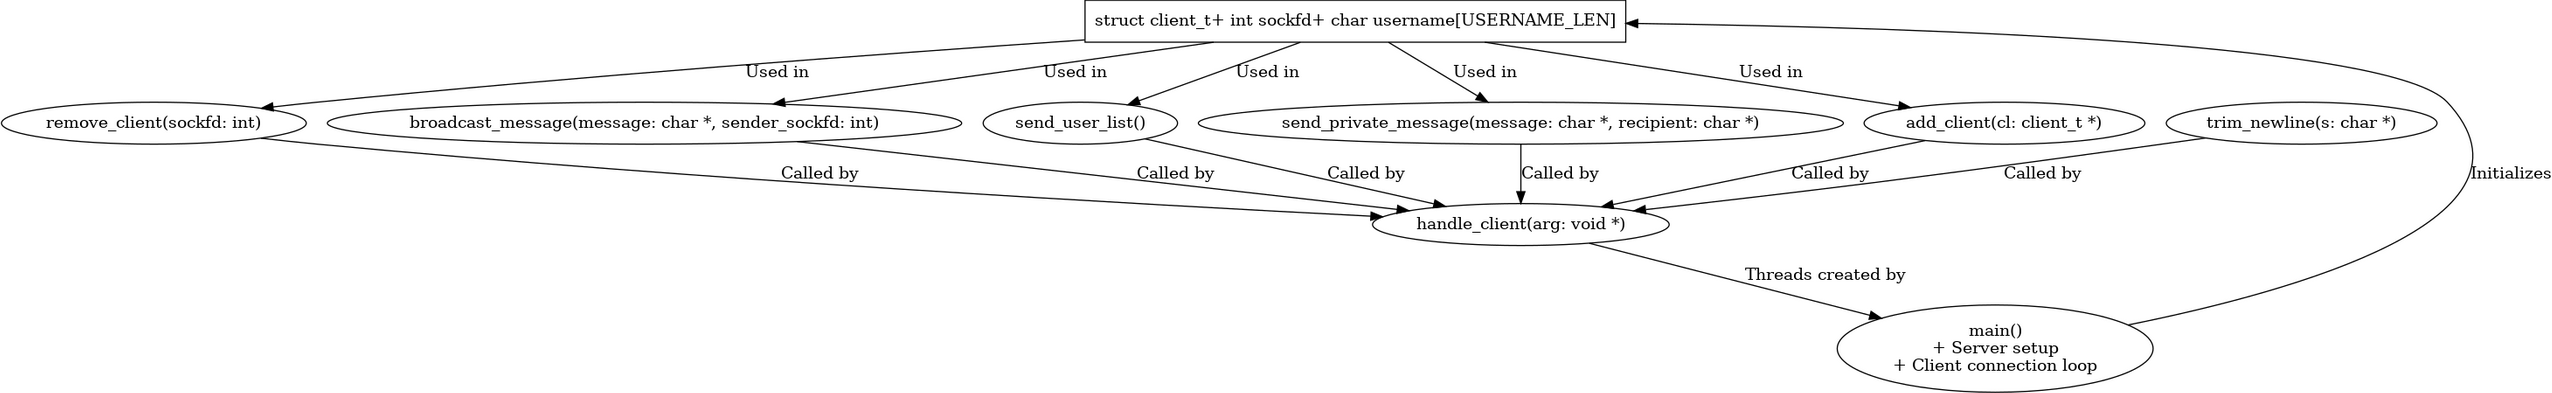 struct client_t+ int sockfd+ char username[USERNAME_LEN]
Used in
Used in
Used in
Used in
Used in
remove_client(sockfd: int)
broadcast_message(message: char *, sender_sockfd: int)
send_user_list()
send_private_message(message: char *, recipient: char *)
add_client(cl: client_t *)
trim_newline(s: char *)
Called by
Called by
Called by
Called by
Called by
Called by
Initializes
handle_client(arg: void *)
Threads created by
main()
+ Server setup
+ Client connection loop